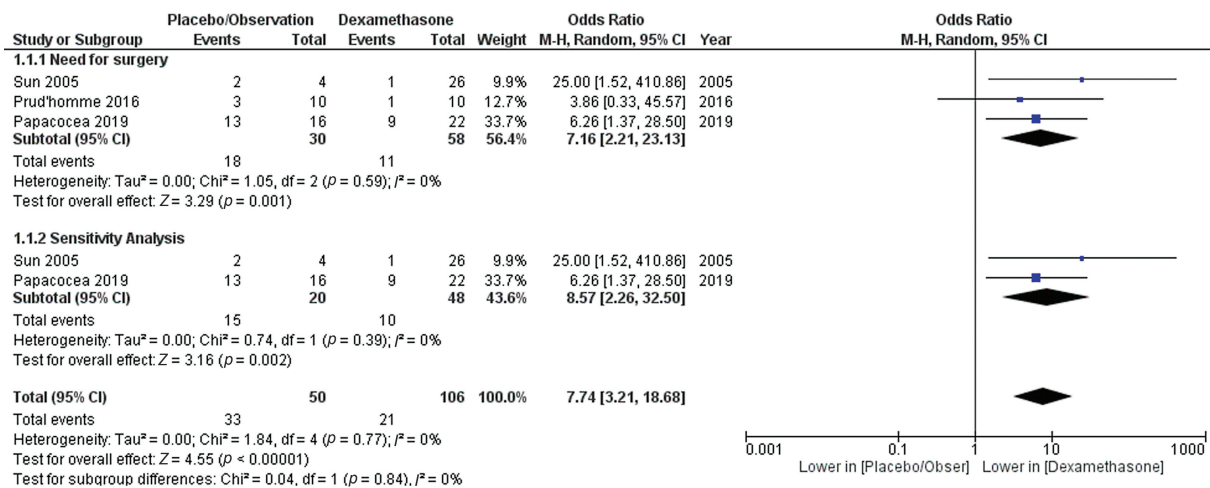 Placebo/Observation Dexamethasone Odds Ratio Odds Ratio
Study or Subgroup Events Total Events Total Weight M-H, Random, 95% CI Year M-H, Random, 95% CI
1.1.1 Need for surgery
Sun 2005 2 4 1 26 9.9% 25.00 [1.52, 410.86] 2005
Prud'homme 2016 3 10 1 10 12.7% 3.86 [0.33, 45.57] 2016
Papacocea 2019 13 16 9 22 33.7% 6.26 [1.37, 28.50] 2019
Subtotal (95% CI) 30 58 56.4% 7.16 [2.21, 23.13]
Total events 18 11
Heterogeneity: Tau² = 0.00; Chi² = 1.05, df = 2 (p = 0.59); I² = 0%
Test for overall effect: Z = 3.29 (p = 0.001)
1.1.2 Sensitivity Analysis
Sun 2005 2 4 1 26 9.9% 25.00 [1.52, 410.86] 2005
Papacocea 2019 13 16 9 22 33.7% 6.26 [1.37, 28.50] 2019
Subtotal (95% CI) 20 48 43.6% 8.57 [2.26, 32.50]
Total events 15 10
Heterogeneity: Tau² = 0.00; Chi² = 0.74, df = 1 (p = 0.39); I² = 0%
Test for overall effect: Z = 3.16 (p = 0.002)
Total (95% CI) 50 106 100.0% 7.74 [3.21, 18.68]
Total events 33 21
Heterogeneity: Tau² = 0.00; Chi² = 1.84, df = 4 (p = 0.77); I² = 0%
Test for overall effect: Z = 4.55 (p < 0.00001)
Test for subgroup differences: Chi² = 0.04, df = 1 (p = 0.84), I² = 0%
0.001 0.1 1 10 1000
Lower in [Placebo/Obser] Lower in [Dexamethasone]